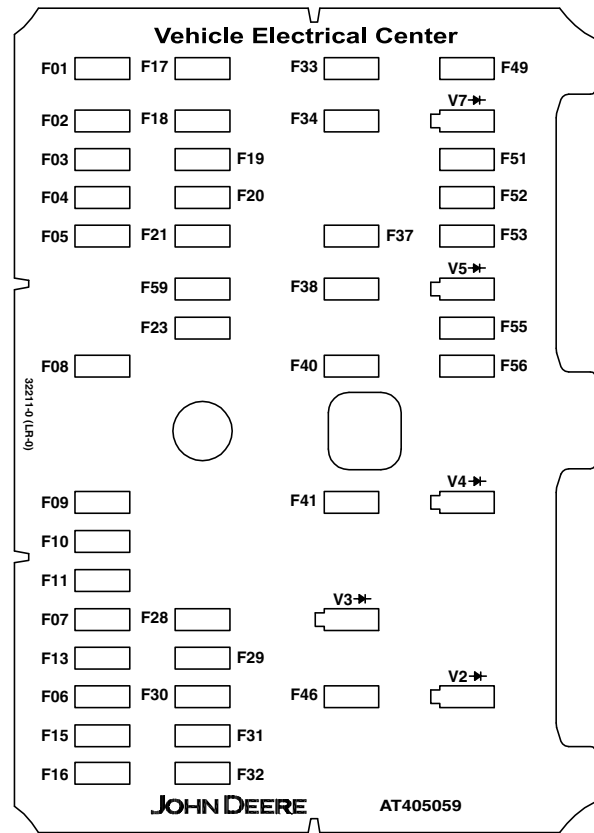 Vehicle Electrical Center
F01 F17 F33 F49
V7
F02 F18 F34
F03 F19 F51
F04 F20 F52
F05 F21 F37 F53
V5
F59 F38
F23 F55
F08 F40 F56
32211-0 (LR-0)
V4
F09 F41
F10
F11
V3
F07 F28
F13 F29
V2
F06 F30 F46
F15 F31
F16 F32
JOHN DEERE AT405059